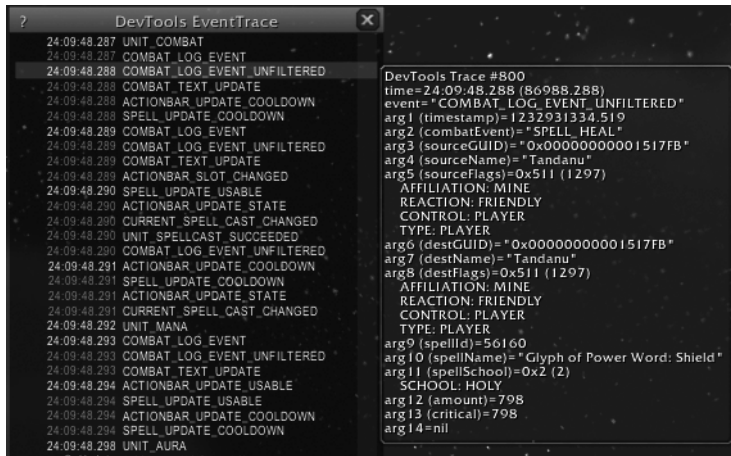 ? DevTools EventTrace X
24:09:48.287 UNIT_COMBAT
24:09:48.287 COMBAT_LOG_EVENT
24:09:48.288 COMBAT_LOG_EVENT_UNFILTERED
24:09:48.288 COMBAT_TEXT_UPDATE
24:09:48.288 ACTIONBAR_UPDATE_COOLDOWN
24:09:48.288 SPELL_UPDATE_COOLDOWN
24:09:48.289 COMBAT_LOG_EVENT
24:09:48.289 COMBAT_LOG_EVENT_UNFILTERED
24:09:48.289 COMBAT_TEXT_UPDATE
24:09:48.289 ACTIONBAR_SLOT_CHANGED
24:09:48.290 SPELL_UPDATE_USABLE
24:09:48.290 ACTIONBAR_UPDATE_STATE
24:09:48.290 CURRENT_SPELL_CAST_CHANGED
24:09:48.290 UNIT_SPELLCAST_SUCCEEDED
24:09:48.290 COMBAT_LOG_EVENT_UNFILTERED
24:09:48.291 ACTIONBAR_UPDATE_COOLDOWN
24:09:48.291 SPELL_UPDATE_COOLDOWN
24:09:48.291 ACTIONBAR_UPDATE_STATE
24:09:48.291 CURRENT_SPELL_CAST_CHANGED
24:09:48.292 UNIT_MANA
24:09:48.293 COMBAT_LOG_EVENT
24:09:48.293 COMBAT_LOG_EVENT_UNFILTERED
24:09:48.293 COMBAT_TEXT_UPDATE
24:09:48.294 ACTIONBAR_UPDATE_USABLE
24:09:48.294 SPELL_UPDATE_USABLE
24:09:48.294 ACTIONBAR_UPDATE_COOLDOWN
24:09:48.294 SPELL_UPDATE_COOLDOWN
24:09:48.298 UNIT_AURA
DevTools Trace #800
time=24:09:48.288 (86988.288)
event="COMBAT_LOG_EVENT_UNFILTERED"
arg1 (timestamp)=1232931334.519
arg2 (combatEvent)="SPELL_HEAL"
arg3 (sourceGUID)="0x00000000001517FB"
arg4 (sourceName)="Tandanu"
arg5 (sourceFlags)=0x511 (1297)
AFFILIATION: MINE
REACTION: FRIENDLY
CONTROL: PLAYER
TYPE: PLAYER
arg6 (destGUID)="0x00000000001517FB"
arg7 (destName)="Tandanu"
arg8 (destFlags)=0x511 (1297)
AFFILIATION: MINE
REACTION: FRIENDLY
CONTROL: PLAYER
TYPE: PLAYER
arg9 (spellId)=56160
arg10 (spellName)="Glyph of Power Word: Shield"
arg11 (spellSchool)=0x2 (2)
SCHOOL: HOLY
arg12 (amount)=798
arg13 (critical)=798
arg14=nil